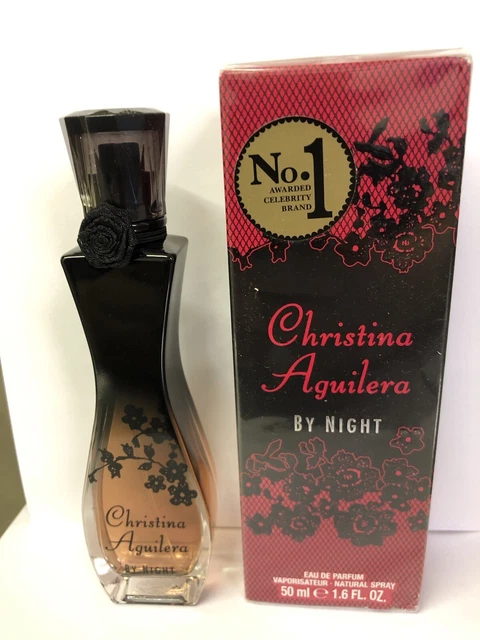 No.1
AWARDED
CELEBRITY
BRAND
Christina
Aguilera
BY NIGHT
EAU DE PARFUM
VAPORISATEUR · NATURAL SPRAY
50 ml ℮ 1.6 FL. OZ.
Christina
Aguilera
BY NIGHT